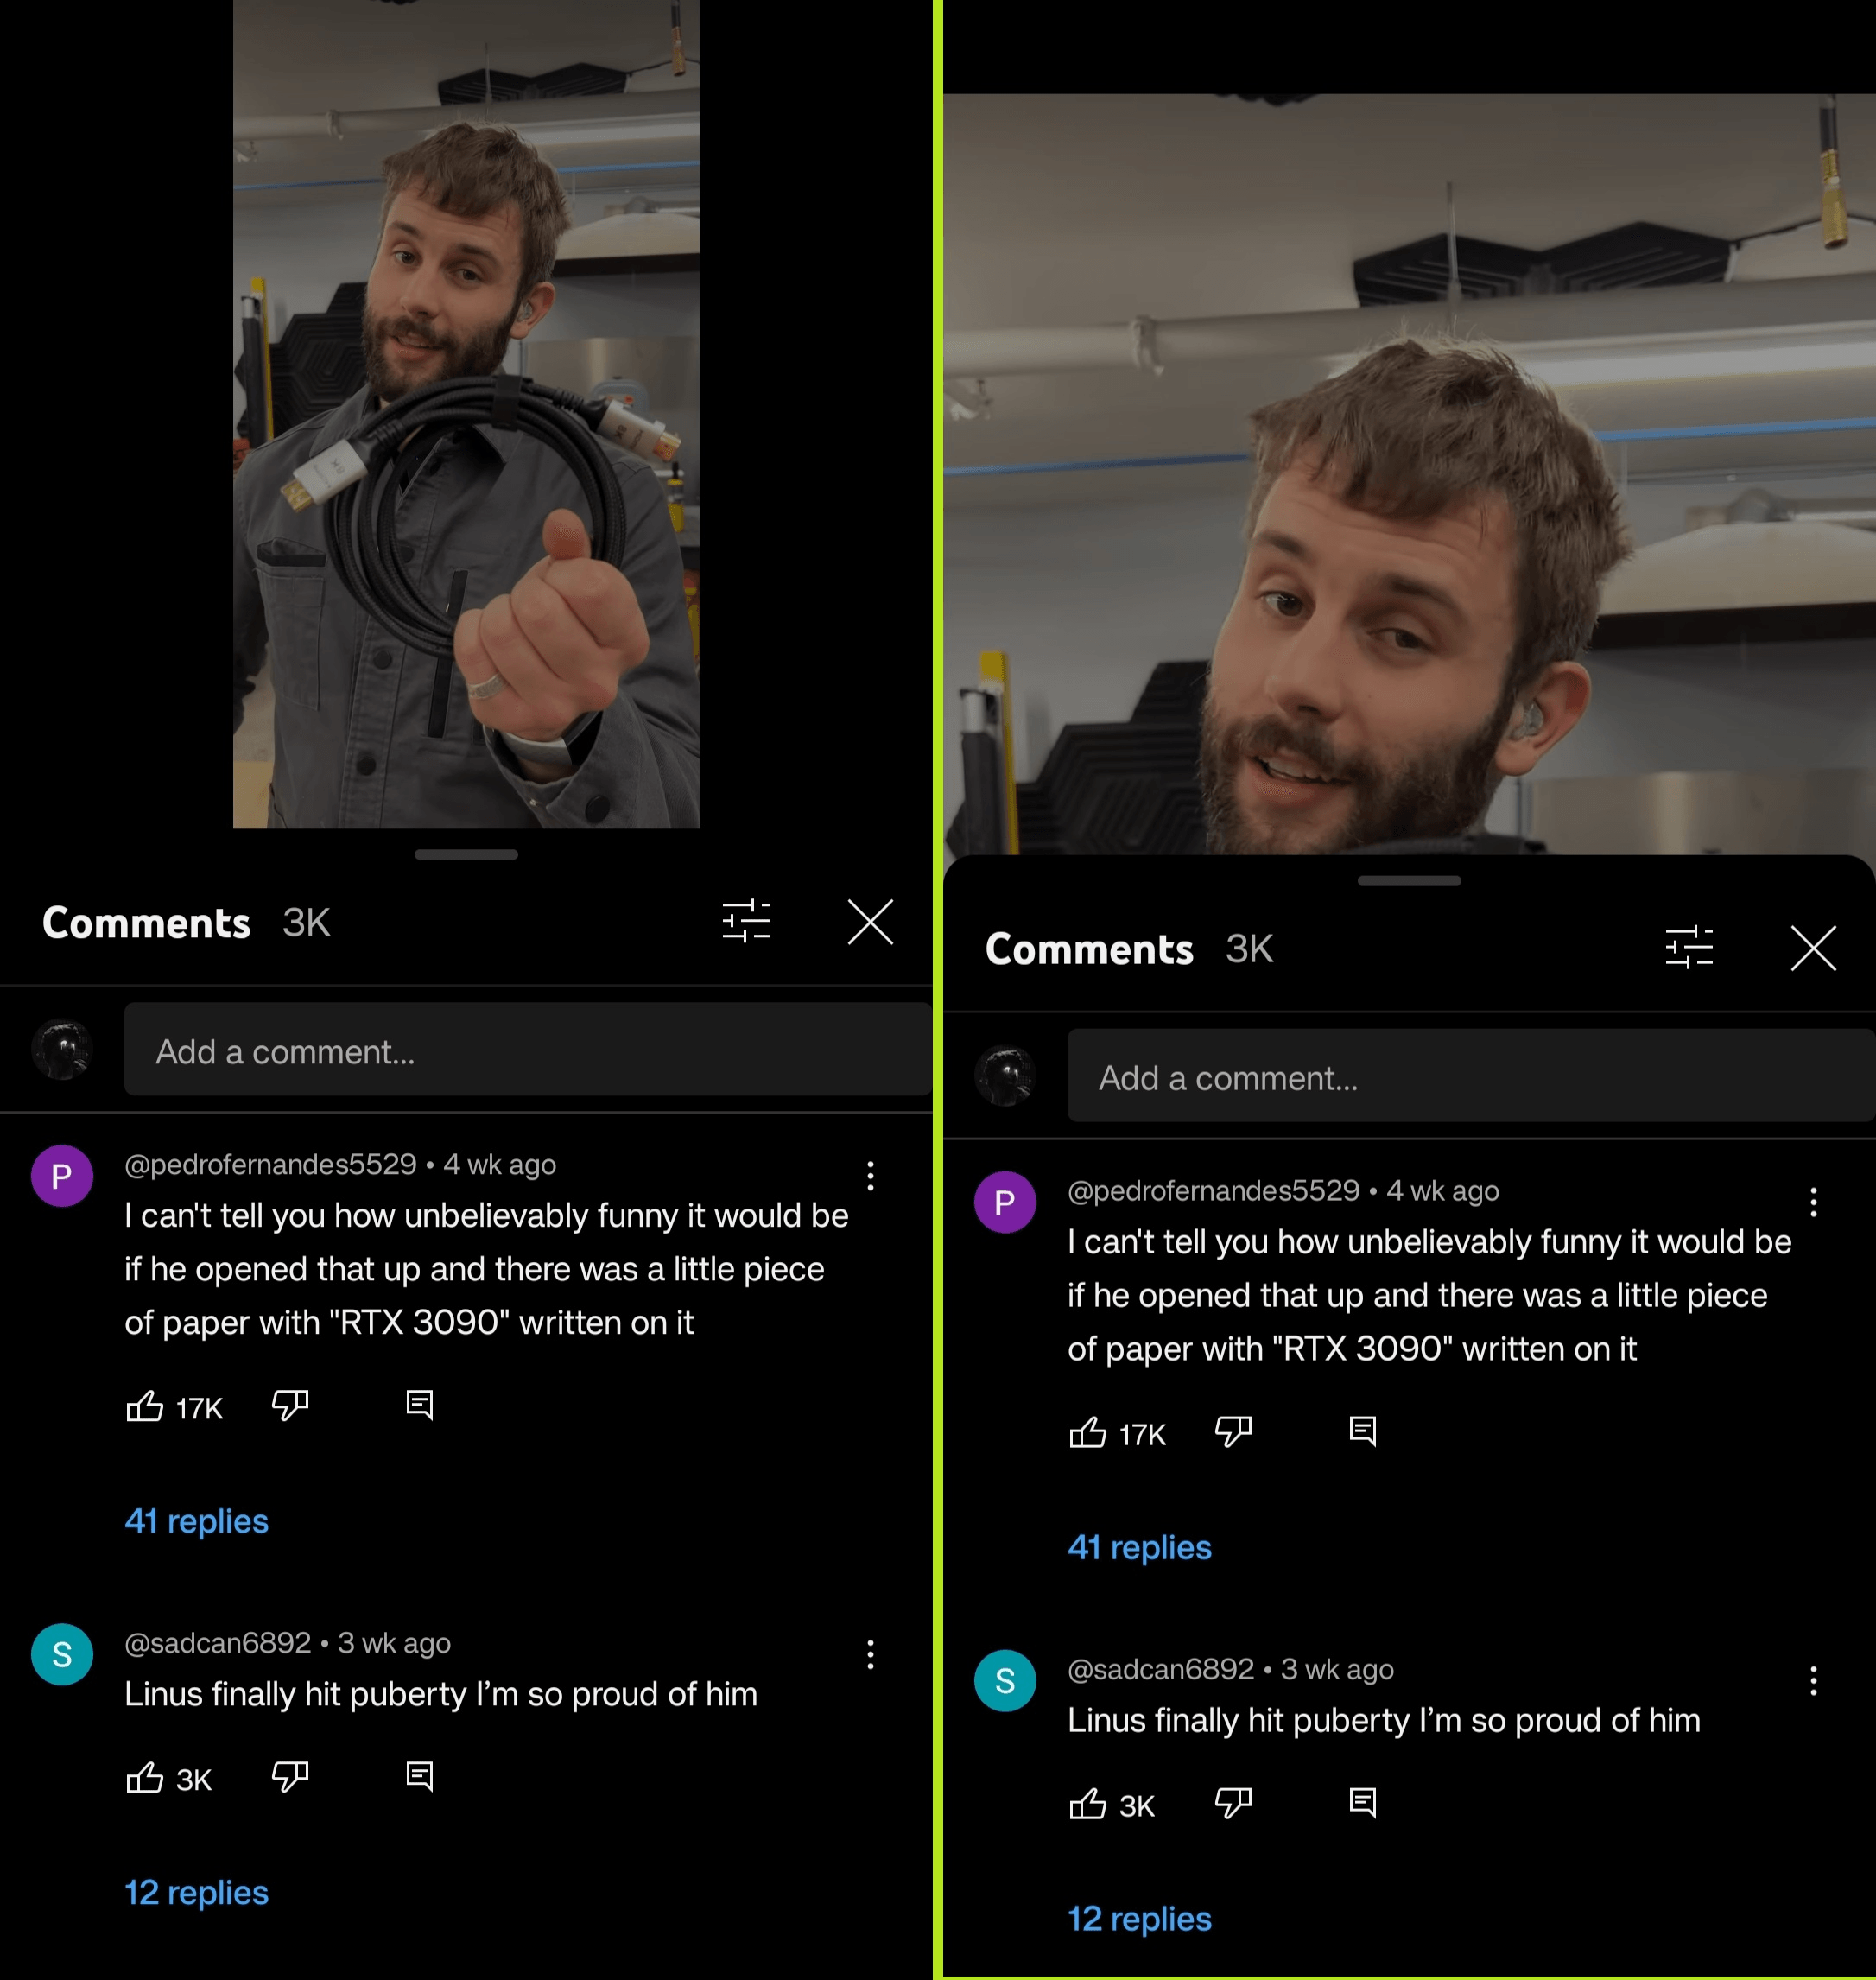 Comments 3K
Add a comment...
P
@pedrofernandes5529 • 4 wk ago
I can't tell you how unbelievably funny it would be
if he opened that up and there was a little piece
of paper with "RTX 3090" written on it
17K
41 replies
S
@sadcan6892 • 3 wk ago
Linus finally hit puberty I’m so proud of him
3K
12 replies
Comments 3K
Add a comment...
P
@pedrofernandes5529 • 4 wk ago
I can't tell you how unbelievably funny it would be
if he opened that up and there was a little piece
of paper with "RTX 3090" written on it
17K
41 replies
S
@sadcan6892 • 3 wk ago
Linus finally hit puberty I’m so proud of him
3K
12 replies
8K
8K